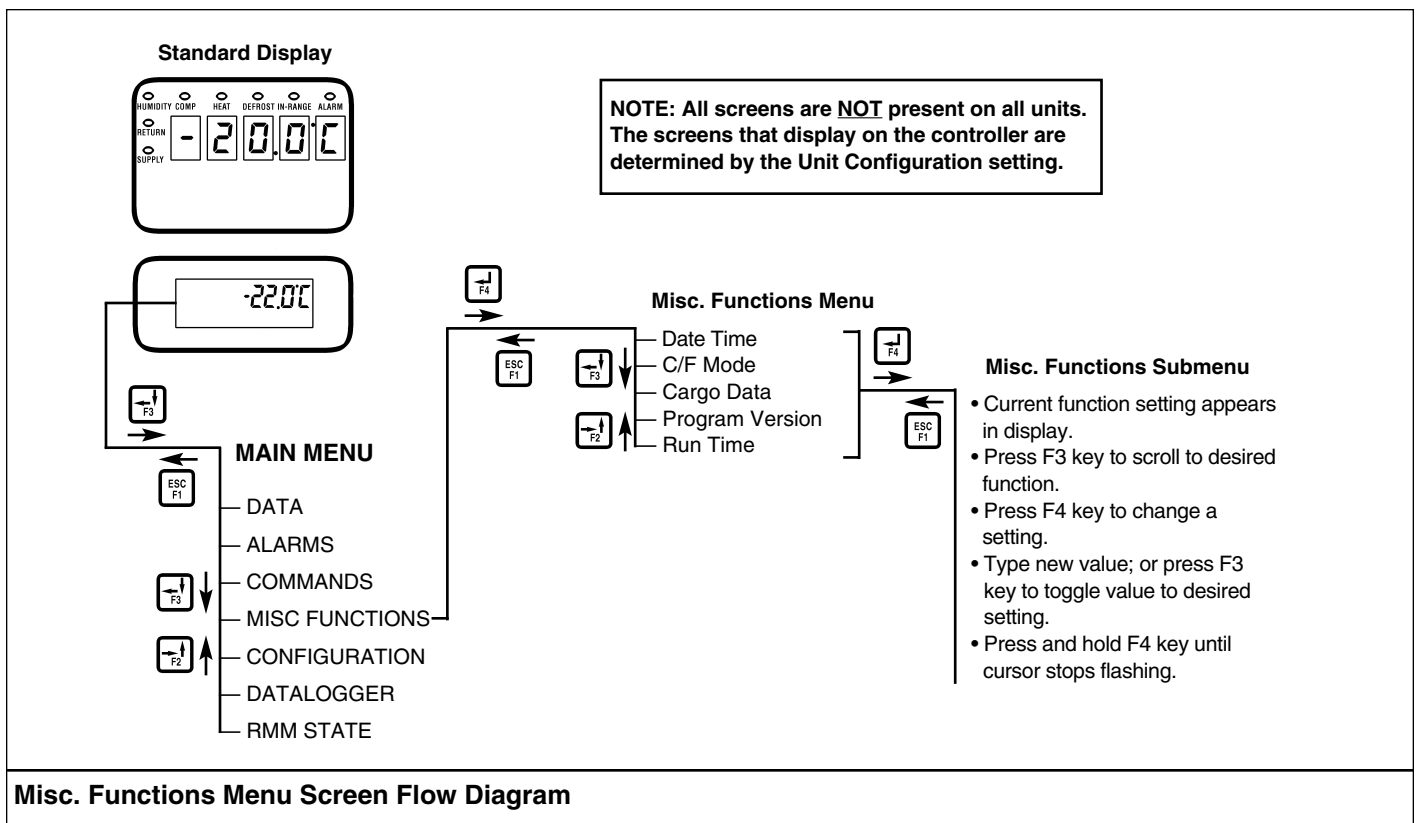 Standard Display
HUMIDITY COMP HEAT DEFROST IN-RANGE ALARM
RETURN
SUPPLY
-20.0°C
NOTE: All screens are NOT present on all units.
The screens that display on the controller are
determined by the Unit Configuration setting.
-22.0°C
F3
ESC
F1
MAIN MENU
DATA
ALARMS
COMMANDS
MISC FUNCTIONS
CONFIGURATION
DATALOGGER
RMM STATE
F3
F2
F4
ESC
F1
Misc. Functions Menu
Date Time
C/F Mode
Cargo Data
Program Version
Run Time
F3
F2
F4
ESC
F1
Misc. Functions Submenu
• Current function setting appears
in display.
• Press F3 key to scroll to desired
function.
• Press F4 key to change a
setting.
• Type new value; or press F3
key to toggle value to desired
setting.
• Press and hold F4 key until
cursor stops flashing.
Misc. Functions Menu Screen Flow Diagram